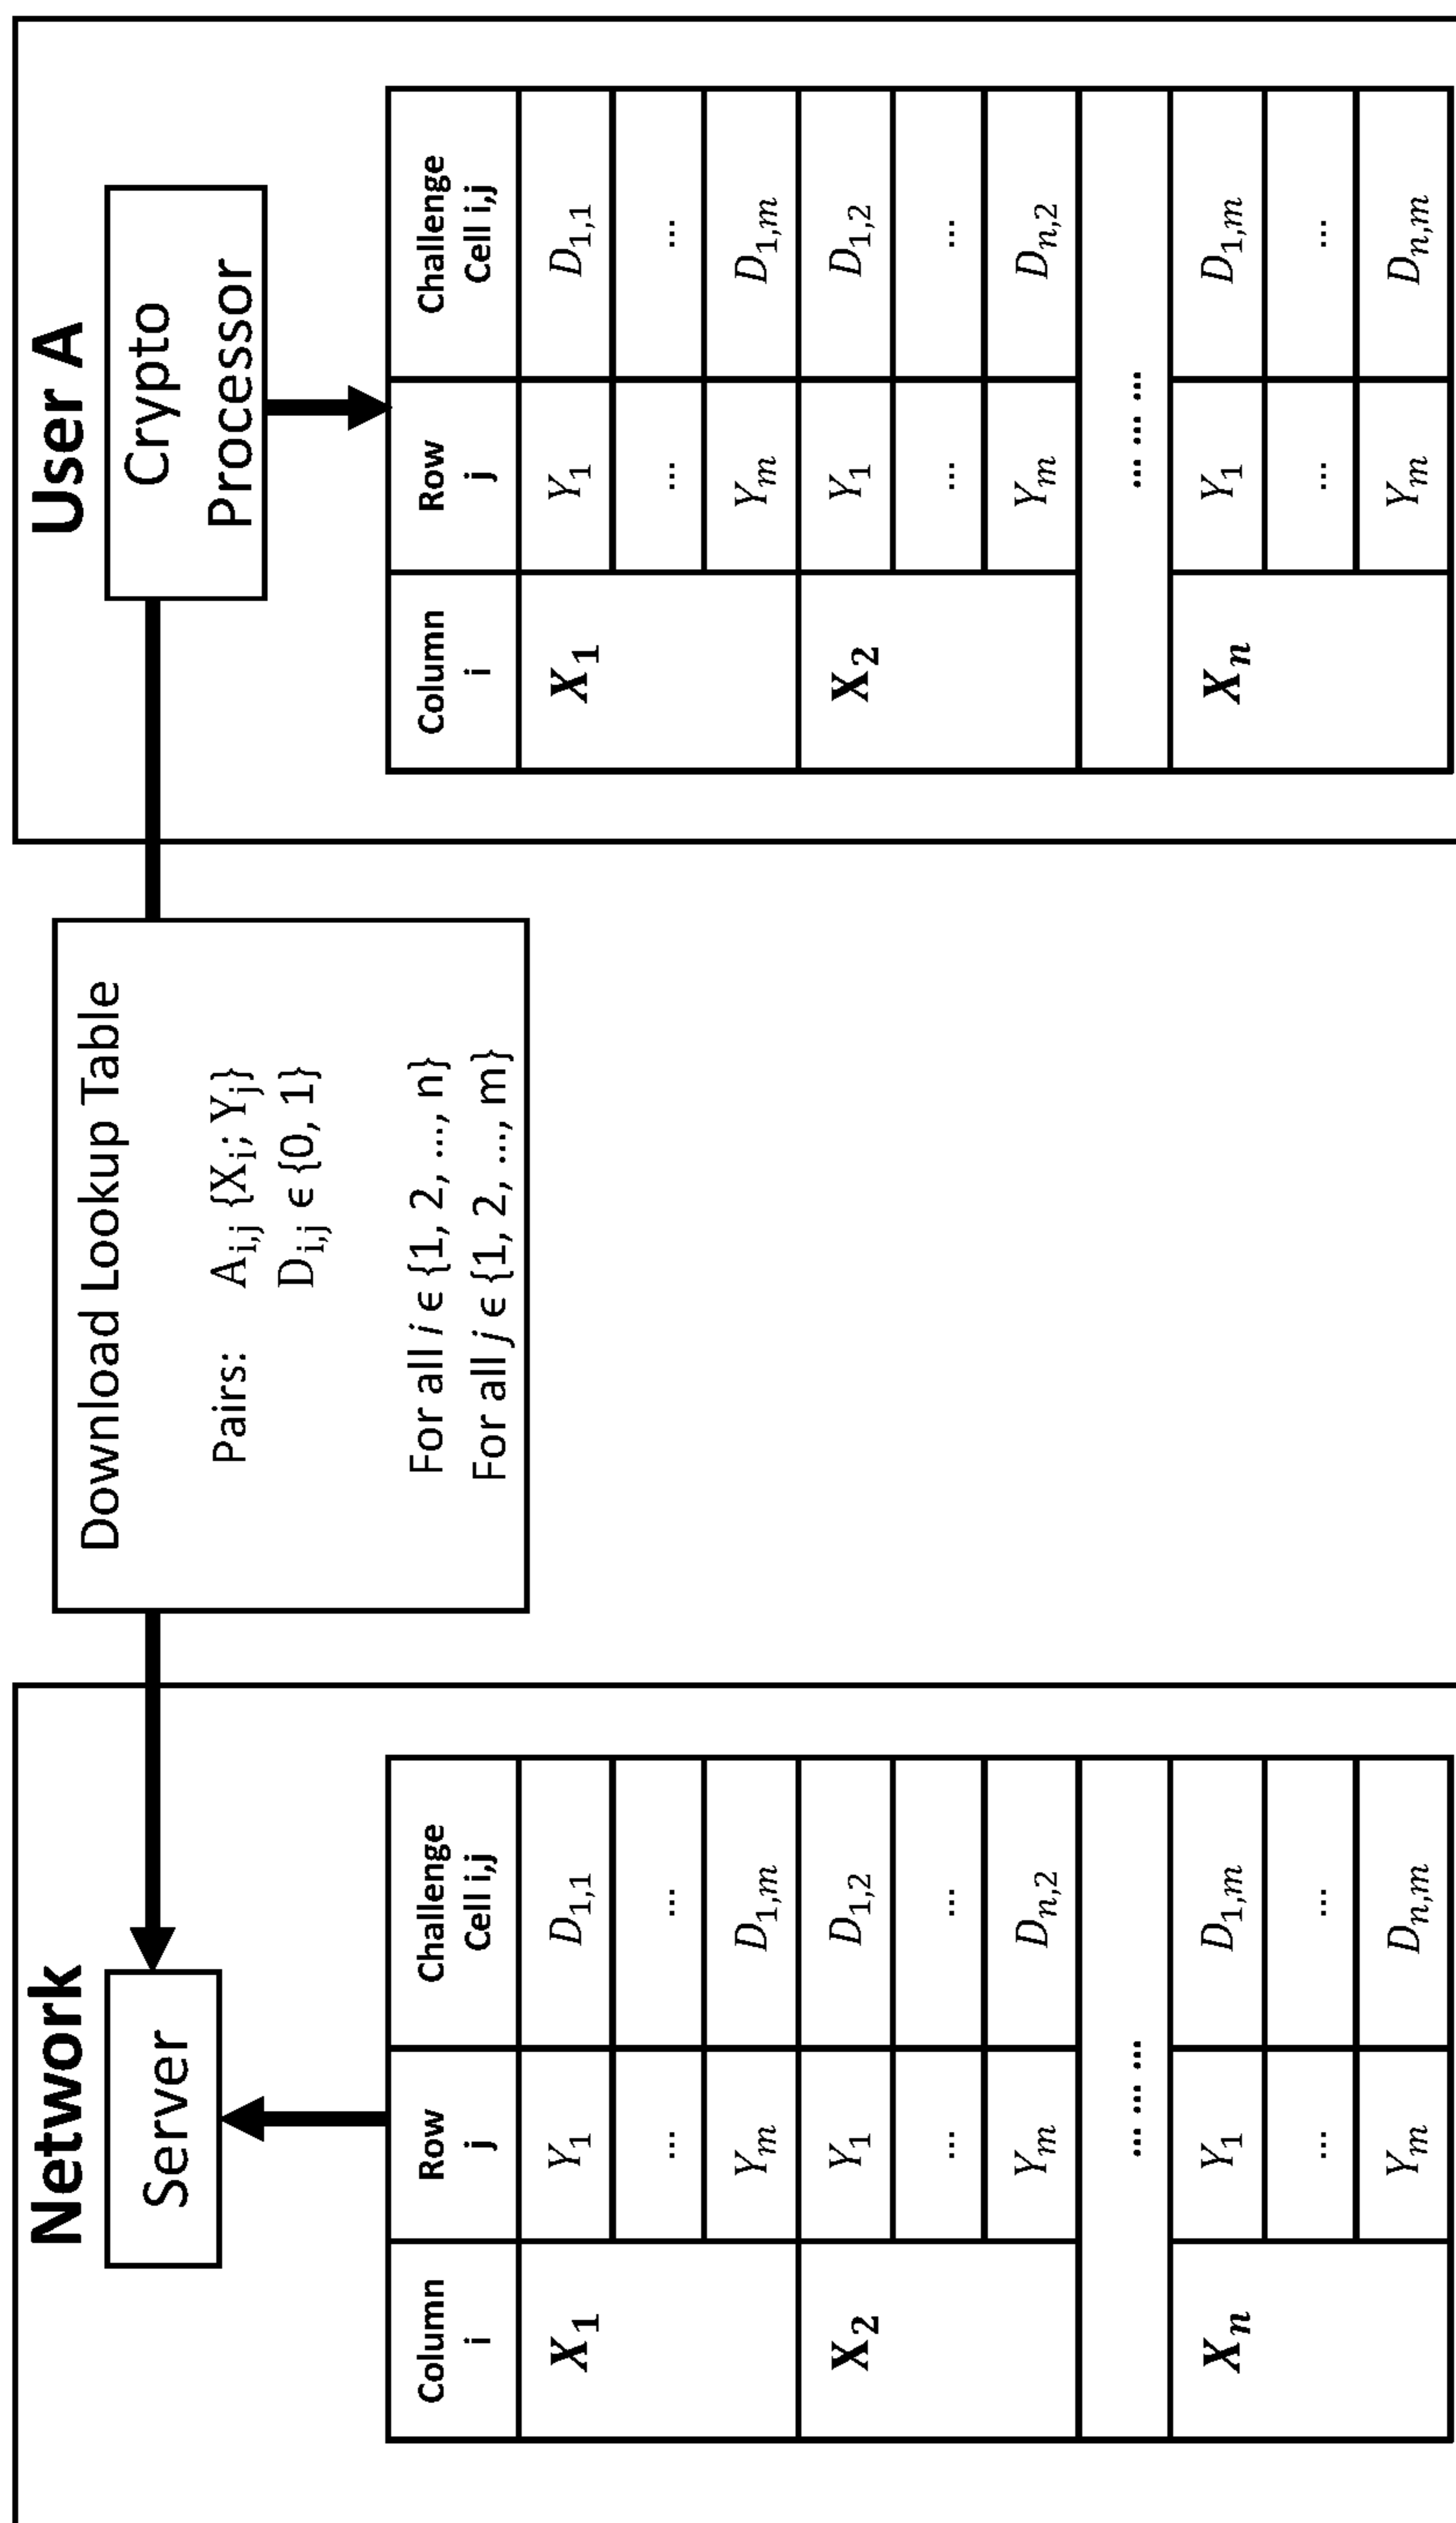 Network
Server
Column
i
Row
j
Challenge
Cell i,j
X₁
Y₁
D₁,₁
...
...
Yₘ
D₁,ₘ
X₂
Y₁
D₁,₂
...
...
Yₘ
Dₙ,₂
... ... ...
Xₙ
Y₁
D₁,ₘ
...
...
Yₘ
Dₙ,ₘ
Download Lookup Table
Pairs: Aᵢ,ⱼ {Xᵢ; Yⱼ}
Dᵢ,ⱼ ϵ {0, 1}
For all i ϵ {1, 2, ..., n}
For all j ϵ {1, 2, ..., m}
User A
Crypto
Processor
Column
i
Row
j
Challenge
Cell i,j
X₁
Y₁
D₁,₁
...
...
Yₘ
D₁,ₘ
X₂
Y₁
D₁,₂
...
...
Yₘ
Dₙ,₂
... ... ...
Xₙ
Y₁
D₁,ₘ
...
...
Yₘ
Dₙ,ₘ